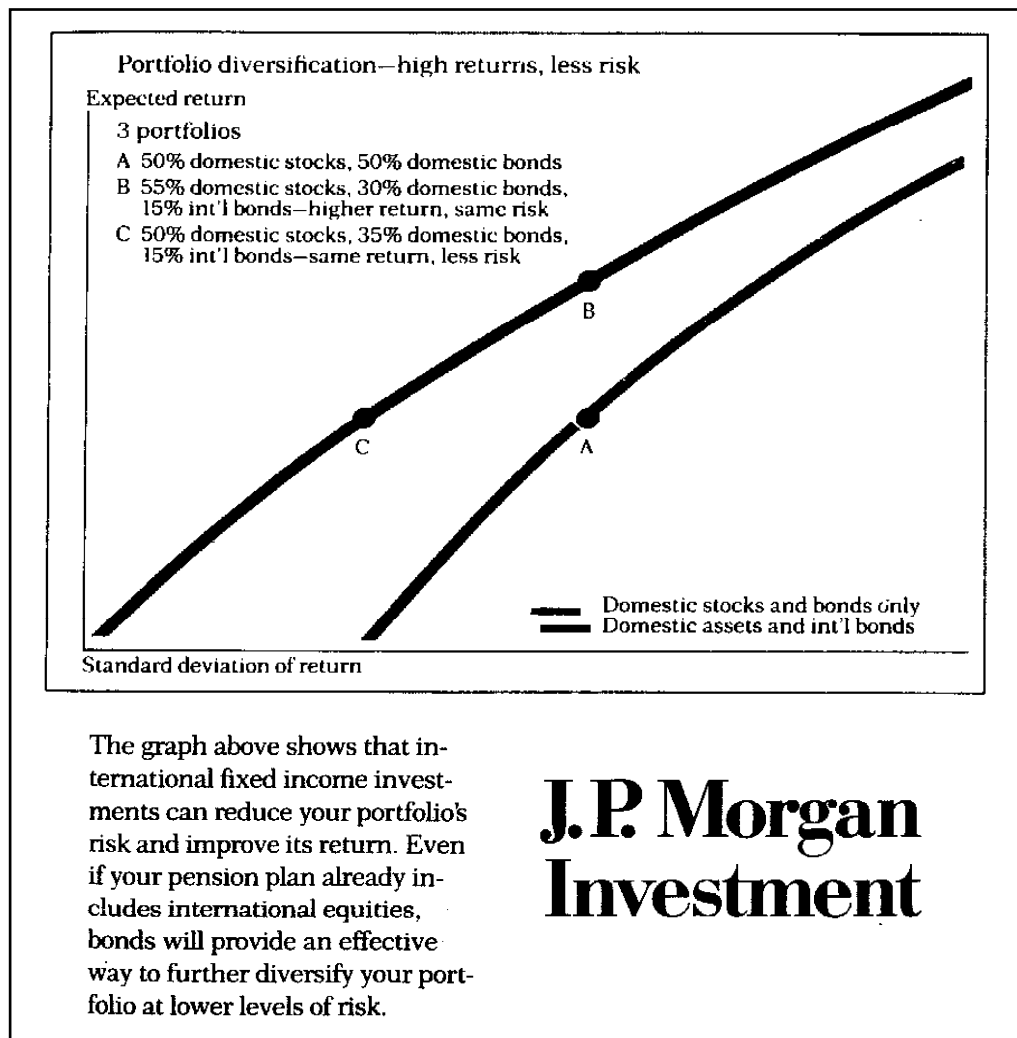 Portfolio diversification—high returns, less risk
Expected return
3 portfolios
A 50% domestic stocks, 50% domestic bonds
B 55% domestic stocks, 30% domestic bonds,
15% int'l bonds—higher return, same risk
C 50% domestic stocks, 35% domestic bonds,
15% int'l bonds—same return, less risk
B
C
A
Domestic stocks and bonds only
Domestic assets and int'l bonds
Standard deviation of return
The graph above shows that in-
ternational fixed income invest-
ments can reduce your portfolio's
risk and improve its return. Even
if your pension plan already in-
cludes international equities,
bonds will provide an effective
way to further diversify your port-
folio at lower levels of risk.
J.P. Morgan
Investment